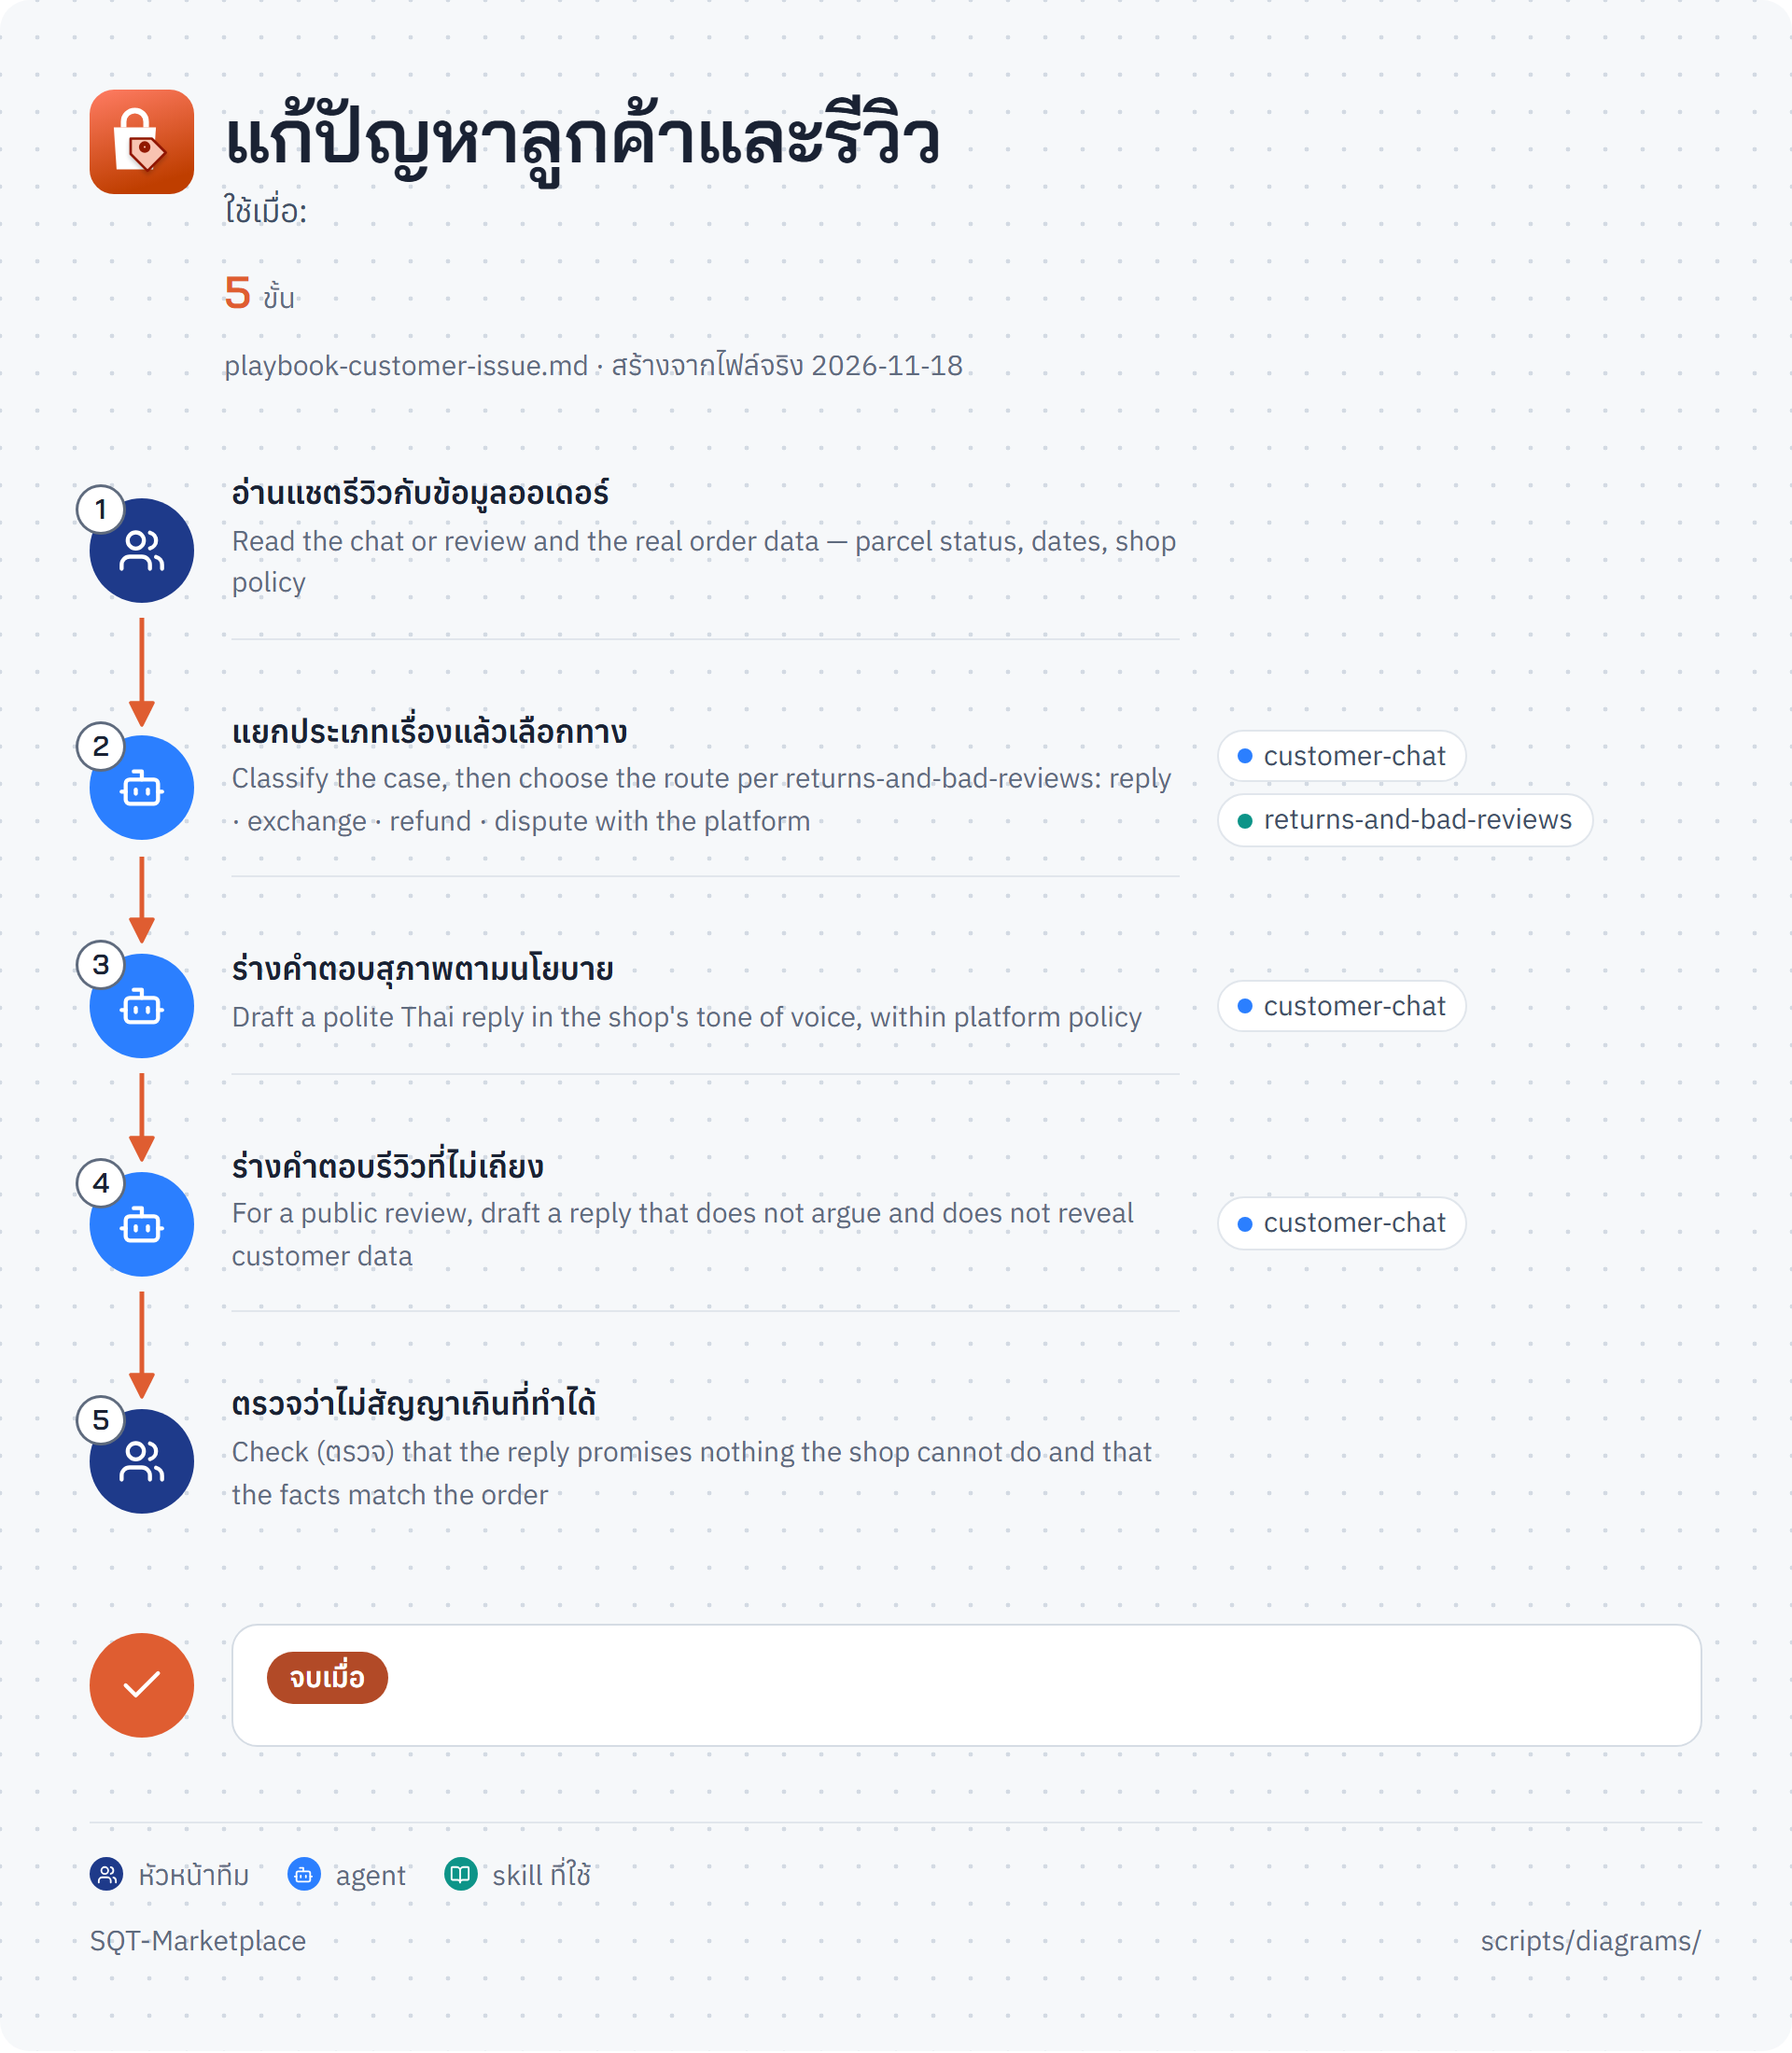 แก้ปัญหาลูกค้าและรีวิว
ใช้เมื่อ:
5 ขั้น
playbook-customer-issue.md · สร้างจากไฟล์จริง 2026-11-18
1
อ่านแชตรีวิวกับข้อมูลออเดอร์
Read the chat or review and the real order data — parcel status, dates, shop
policy
2
แยกประเภทเรื่องแล้วเลือกทาง
Classify the case, then choose the route per returns-and-bad-reviews: reply
· exchange · refund · dispute with the platform
customer-chat
returns-and-bad-reviews
3
ร่างคำตอบสุภาพตามนโยบาย
Draft a polite Thai reply in the shop's tone of voice, within platform policy
customer-chat
4
ร่างคำตอบรีวิวที่ไม่เถียง
For a public review, draft a reply that does not argue and does not reveal
customer data
customer-chat
5
ตรวจว่าไม่สัญญาเกินที่ทำได้
Check (ตรวจ) that the reply promises nothing the shop cannot do and that
the facts match the order
จบเมื่อ
หัวหน้าทีม agent skill ที่ใช้
SQT-Marketplace scripts/diagrams/